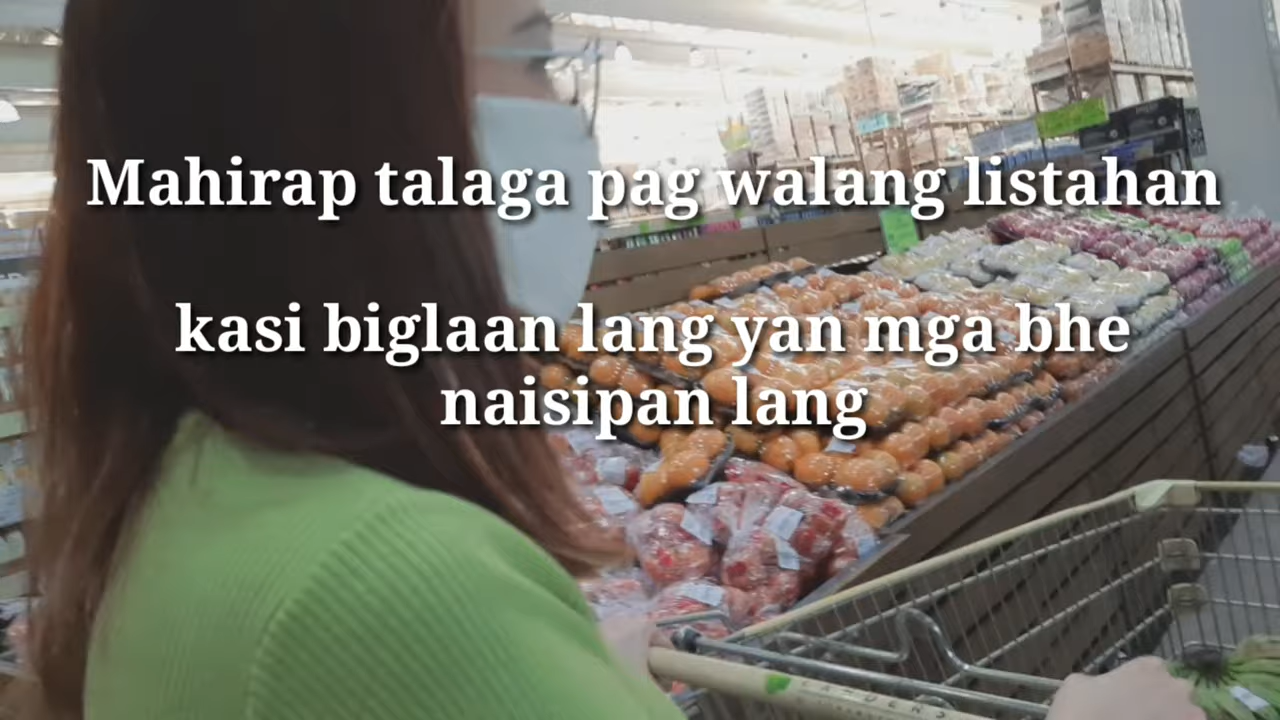 Mahirap talaga pag walang listahan
kasi biglaan lang yan mga bhe
naisipan lang